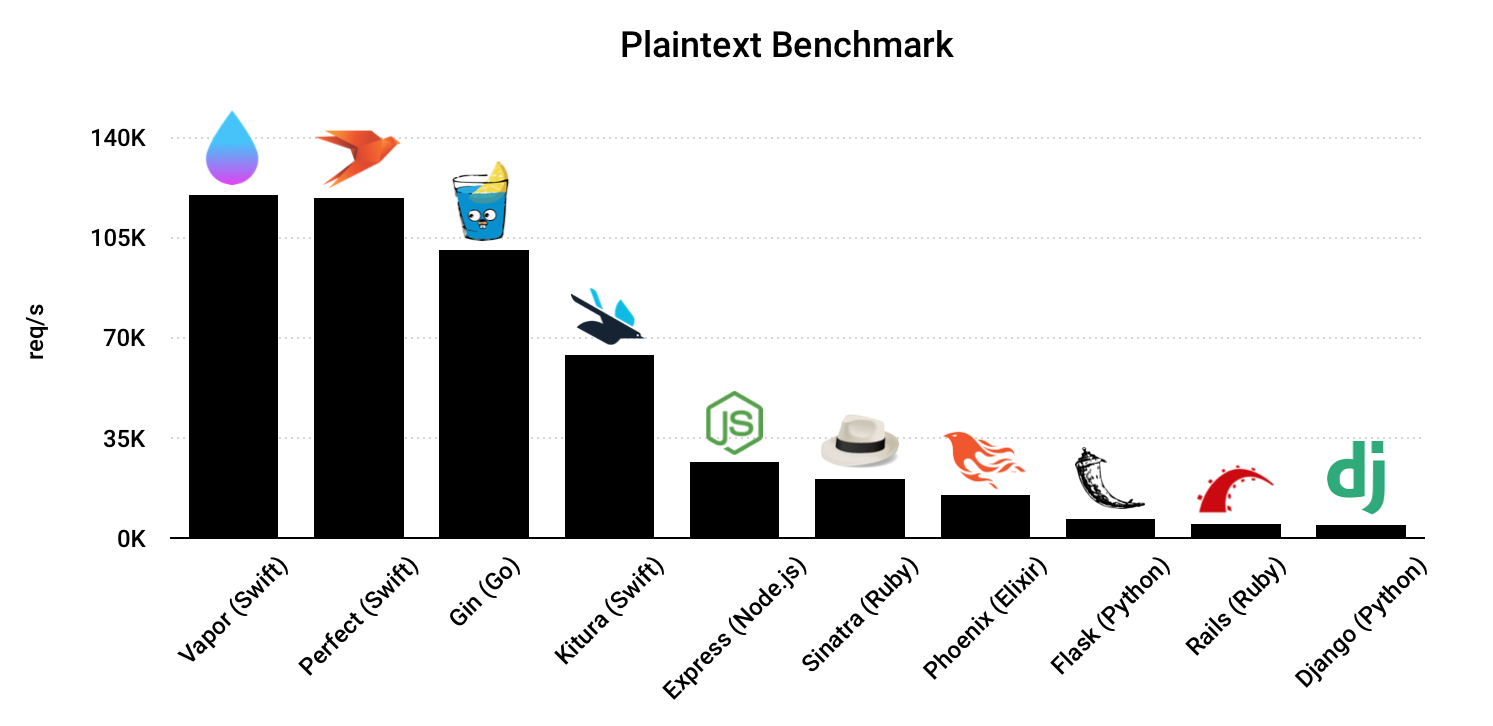 Plaintext Benchmark
140K
105K
70K
35K
0K
req/s
JS
dj
Vapor (Swift)
Perfect (Swift)
Gin (Go)
Kitura (Swift)
Express (Node.js)
Sinatra (Ruby)
Phoenix (Elixir)
Flask (Python)
Rails (Ruby)
Django (Python)